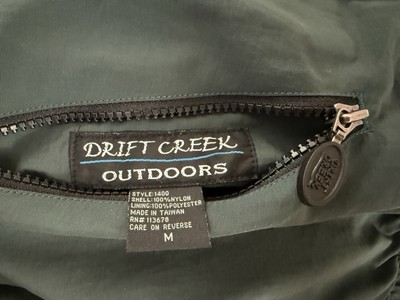 DRIFT CREEK
OUTDOORS
STYLE:1400
SHELL:100%NYLON
LINING:100%POLYESTER
MADE IN TAIWAN
RN# 113678
CARE ON REVERSE
M